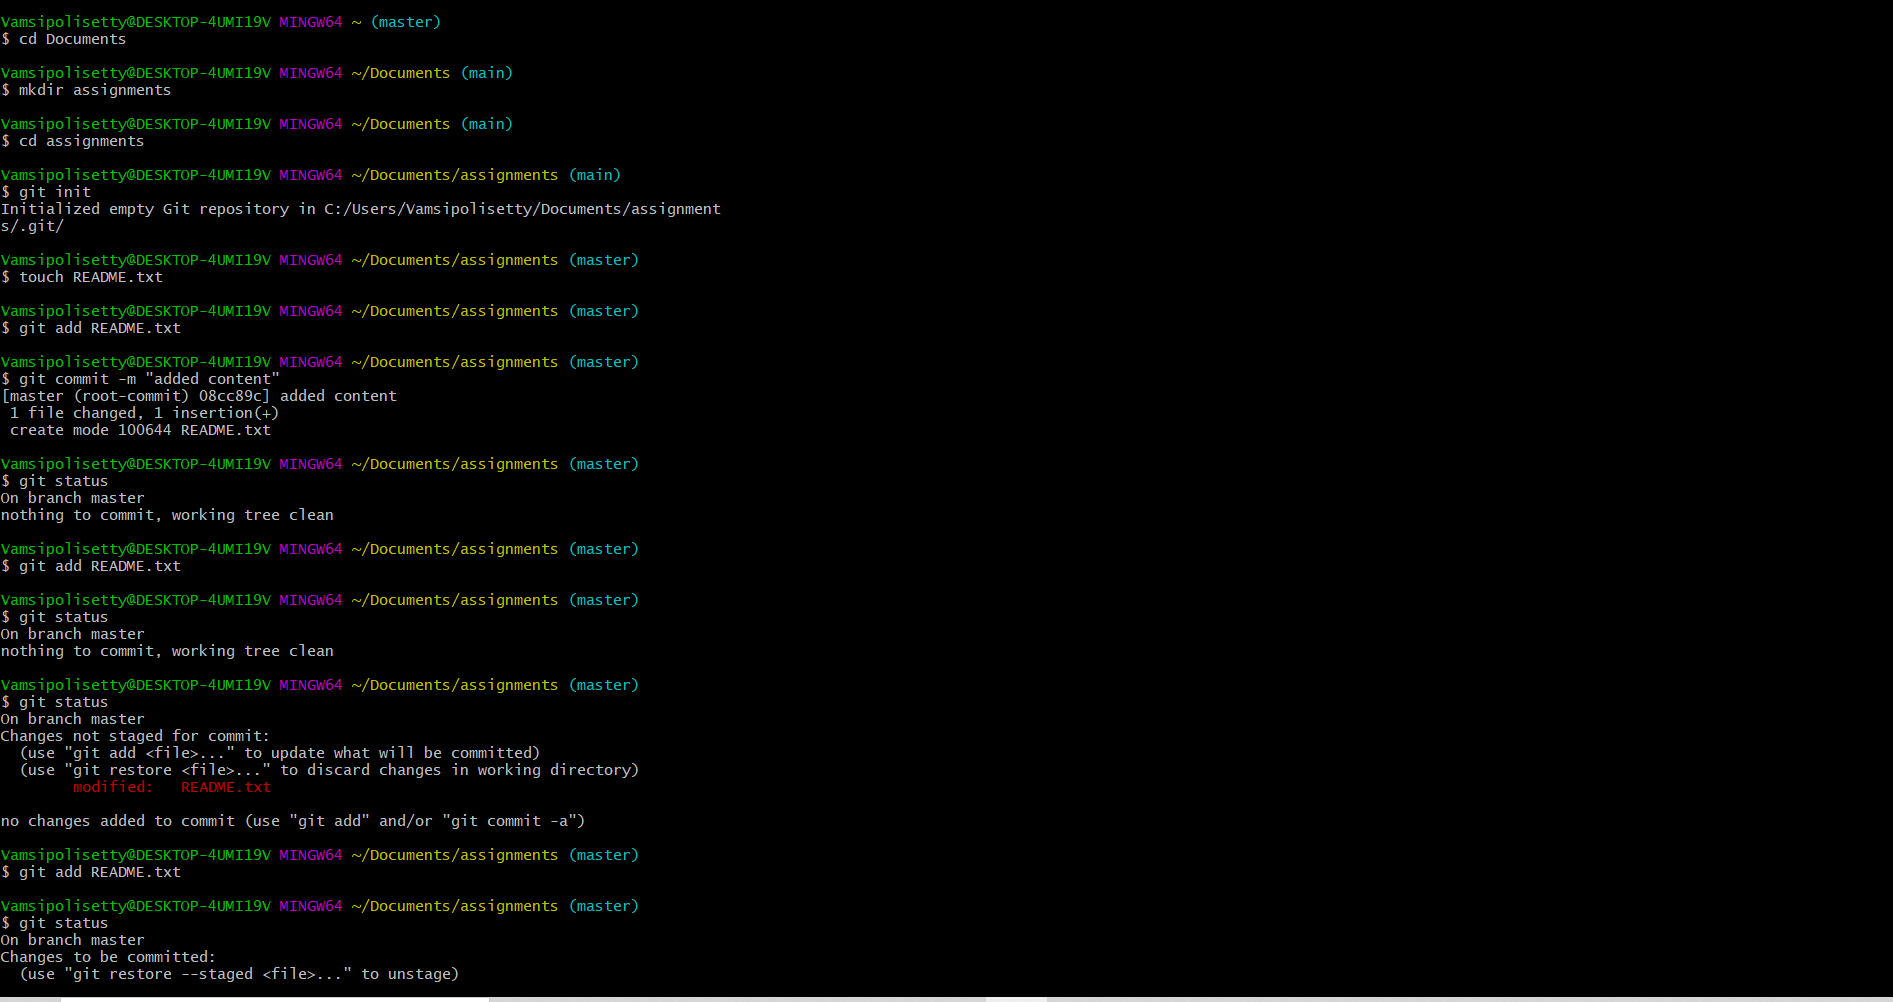 Vamsipolisetty@DESKTOP-4UMI19V MINGW64 ~ (master)
$ cd Documents
Vamsipolisetty@DESKTOP-4UMI19V MINGW64 ~/Documents (main)
$ mkdir assignments
Vamsipolisetty@DESKTOP-4UMI19V MINGW64 ~/Documents (main)
$ cd assignments
Vamsipolisetty@DESKTOP-4UMI19V MINGW64 ~/Documents/assignments (main)
$ git init
Initialized empty Git repository in C:/Users/Vamsipolisetty/Documents/assignment
s/.git/
Vamsipolisetty@DESKTOP-4UMI19V MINGW64 ~/Documents/assignments (master)
$ touch README.txt
Vamsipolisetty@DESKTOP-4UMI19V MINGW64 ~/Documents/assignments (master)
$ git add README.txt
Vamsipolisetty@DESKTOP-4UMI19V MINGW64 ~/Documents/assignments (master)
$ git commit -m "added content"
[master (root-commit) 08cc89c] added content
 1 file changed, 1 insertion(+)
 create mode 100644 README.txt
Vamsipolisetty@DESKTOP-4UMI19V MINGW64 ~/Documents/assignments (master)
$ git status
On branch master
nothing to commit, working tree clean
Vamsipolisetty@DESKTOP-4UMI19V MINGW64 ~/Documents/assignments (master)
$ git add README.txt
Vamsipolisetty@DESKTOP-4UMI19V MINGW64 ~/Documents/assignments (master)
$ git status
On branch master
nothing to commit, working tree clean
Vamsipolisetty@DESKTOP-4UMI19V MINGW64 ~/Documents/assignments (master)
$ git status
On branch master
Changes not staged for commit:
  (use "git add <file>..." to update what will be committed)
  (use "git restore <file>..." to discard changes in working directory)
        modified:   README.txt
no changes added to commit (use "git add" and/or "git commit -a")
Vamsipolisetty@DESKTOP-4UMI19V MINGW64 ~/Documents/assignments (master)
$ git add README.txt
Vamsipolisetty@DESKTOP-4UMI19V MINGW64 ~/Documents/assignments (master)
$ git status
On branch master
Changes to be committed:
  (use "git restore --staged <file>..." to unstage)